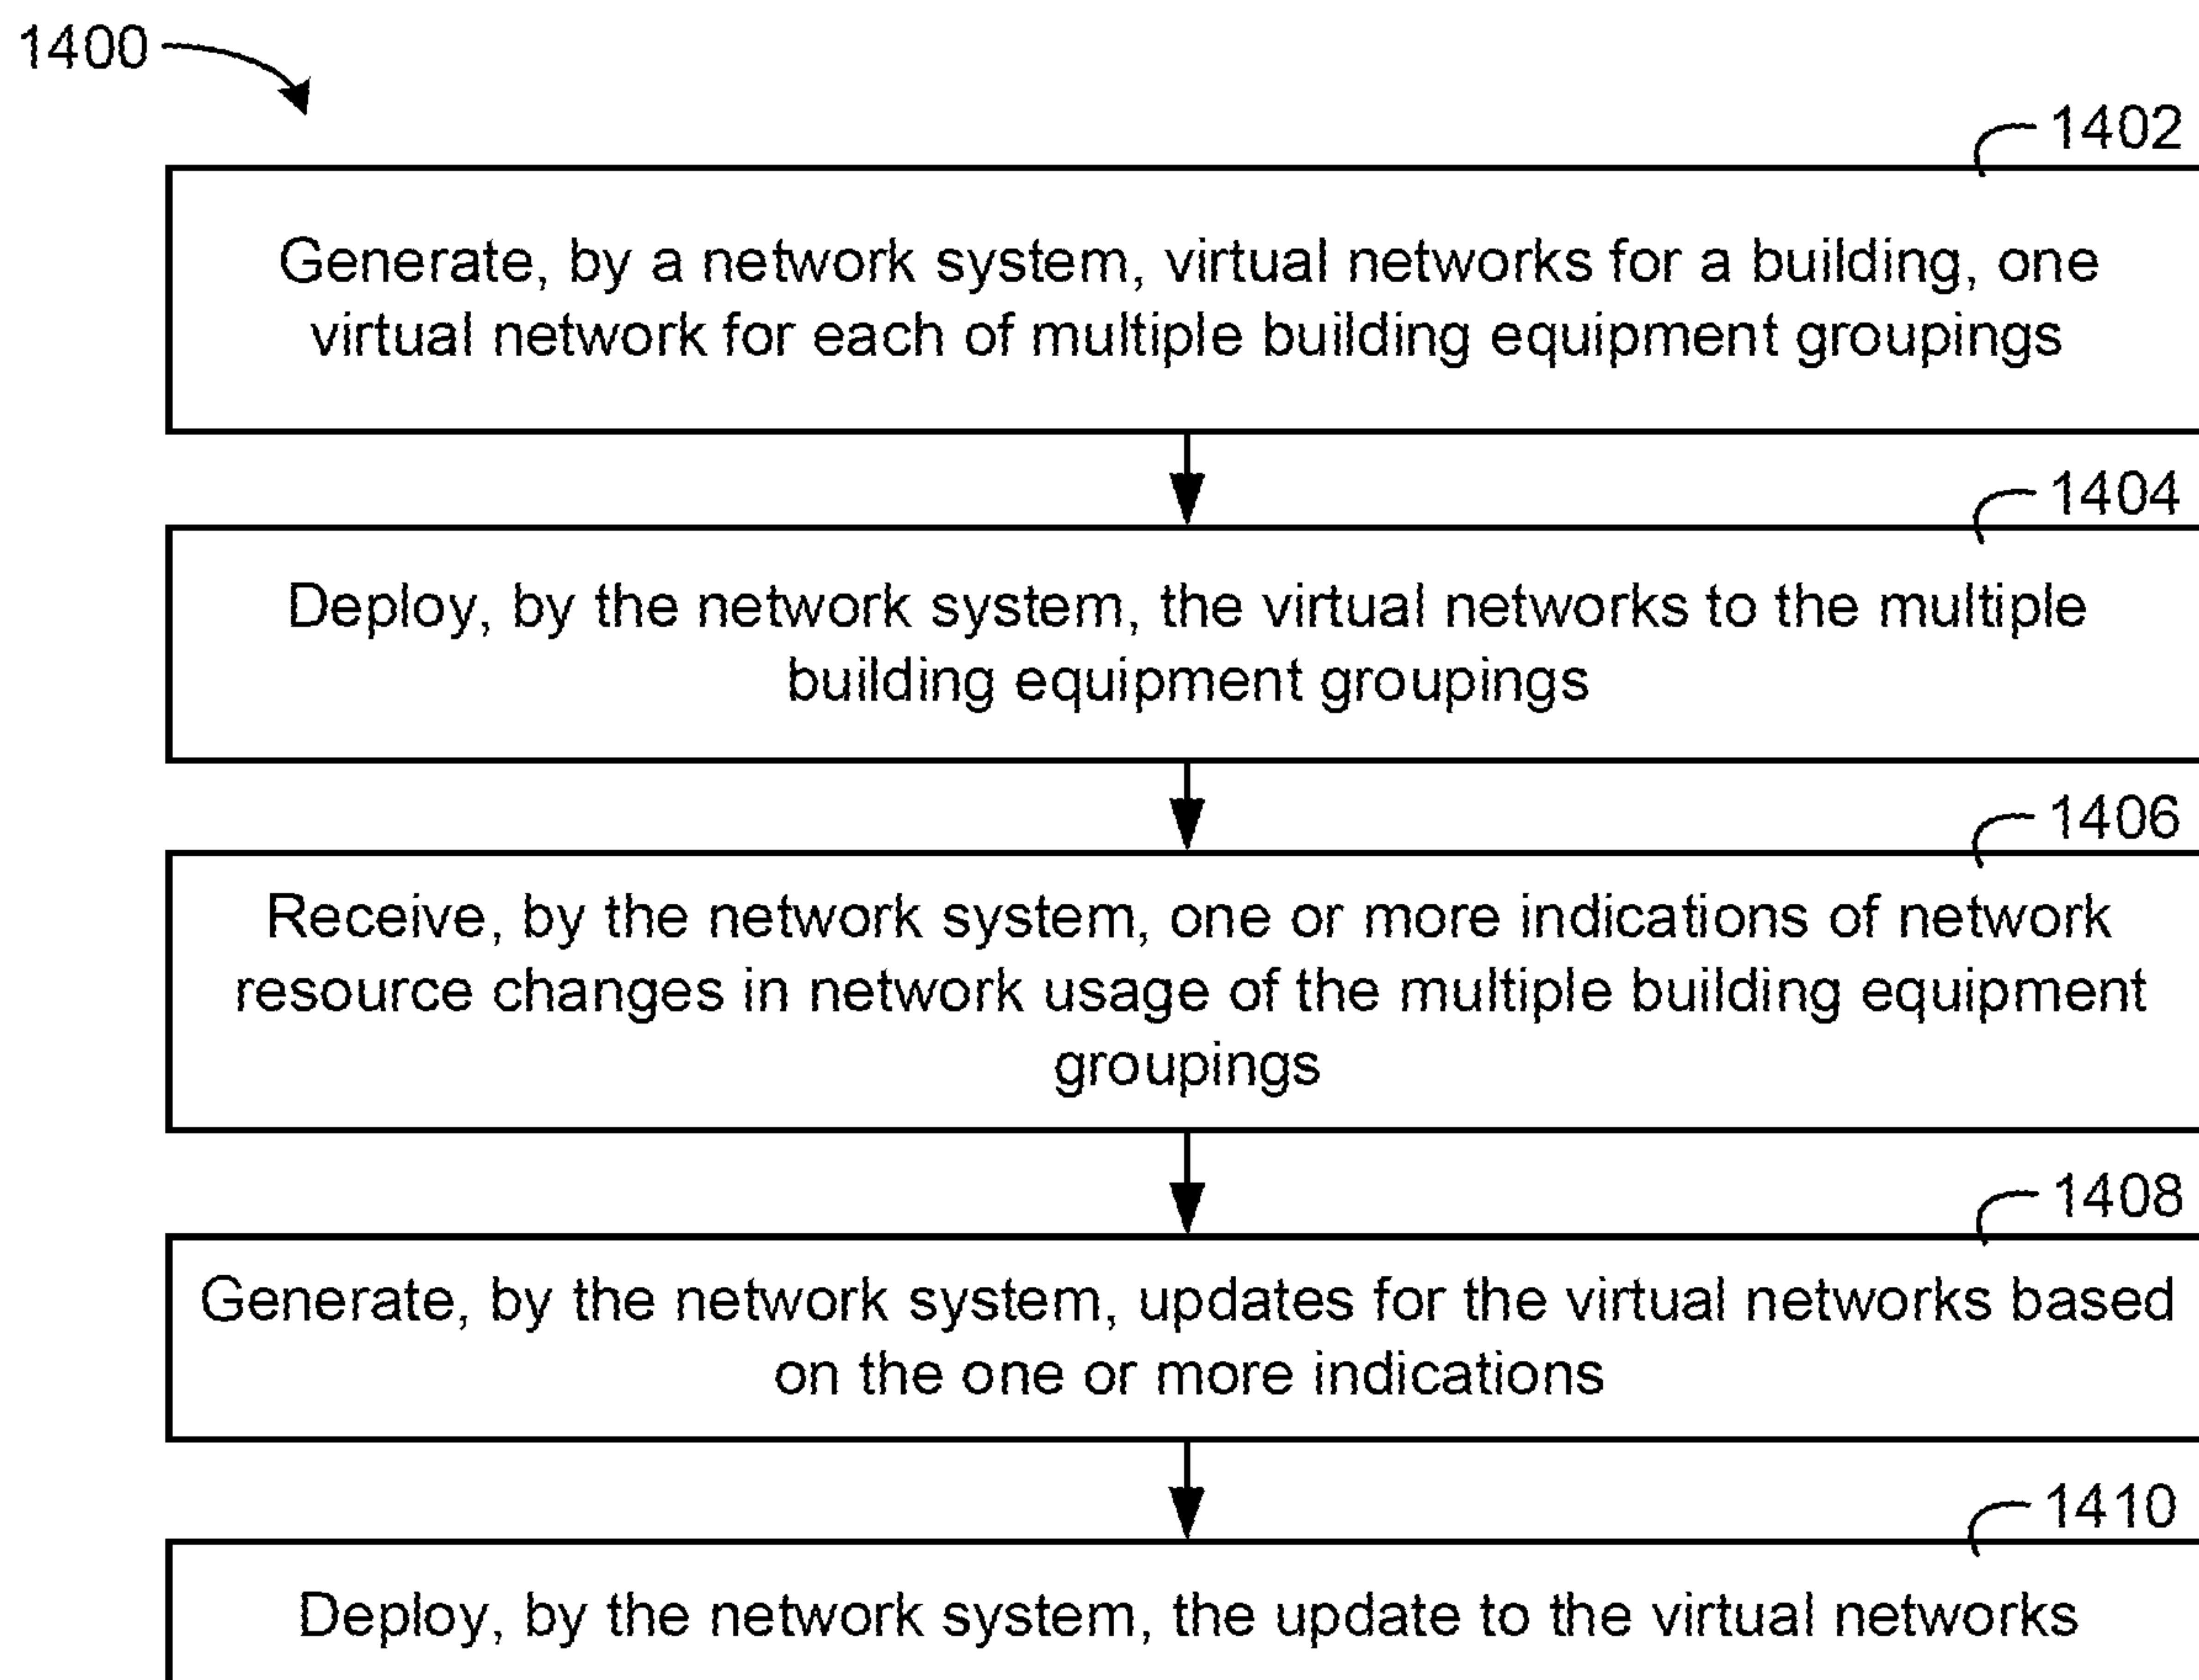 1400
1402
Generate, by a network system, virtual networks for a building, one
virtual network for each of multiple building equipment groupings
1404
Deploy, by the network system, the virtual networks to the multiple
building equipment groupings
1406
Receive, by the network system, one or more indications of network
resource changes in network usage of the multiple building equipment
groupings
1408
Generate, by the network system, updates for the virtual networks based
on the one or more indications
1410
Deploy, by the network system, the update to the virtual networks